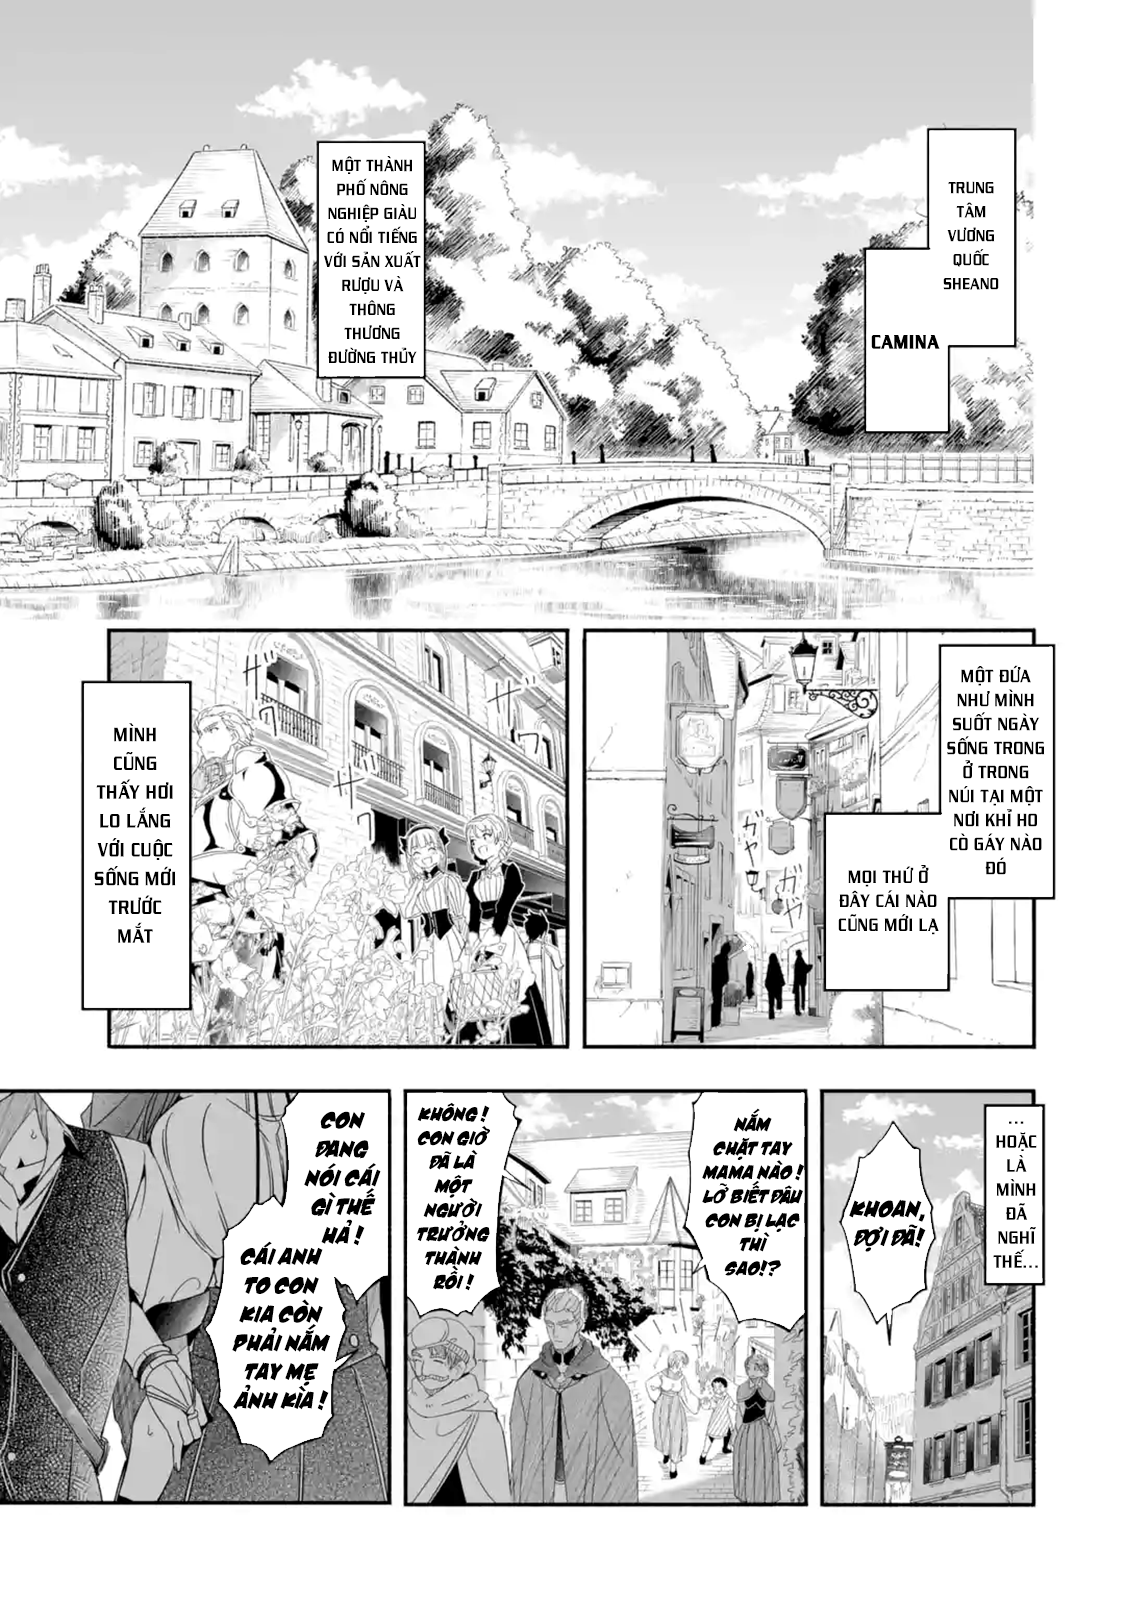 TRUNG
TÂM
VƯƠNG
QUỐC
SHEANO
CAMINA
MỘT THÀNH
PHỐ NÔNG
NGHIỆP GIÀU
CÓ NỔI TIẾNG
VỚI SẢN XUẤT
RƯỢU VÀ
THÔNG
THƯƠNG
ĐƯỜNG THỦY
MỘT ĐỨA
NHƯ MÌNH
SUỐT NGÀY
SỐNG TRONG
Ở TRONG
NÚI TẠI MỘT
NƠI KHỈ HO
CÒ GÁY NÀO
ĐÓ
MỌI THỨ Ở
ĐÂY CÁI NÀO
CŨNG MỚI LẠ
ガヤ
ガヤ
MÌNH
CŨNG
THẤY HƠI
LO LẮNG
VỚI CUỘC
SỐNG MỚI
TRƯỚC
MẮT
...
HOẶC
LÀ
MÌNH
ĐÃ
NGHĨ
THẾ...
KHOAN,
ĐỢI ĐÃ!
NẮM
CHẶT TAY
MAMA NÀO!
LỠ BIẾT ĐÂU
CON BỊ LẠC
THÌ
SAO!?
KHÔNG!
CON GIỜ
ĐÃ LÀ
MỘT
NGƯỜI
TRƯỞNG
THÀNH
RỒI!
CON
ĐANG
NÓI CÁI
GÌ THẾ
HẢ!
CÁI ANH
TO CON
KIA CÒN
PHẢI NẮM
TAY MẸ
ẢNH KÌA!